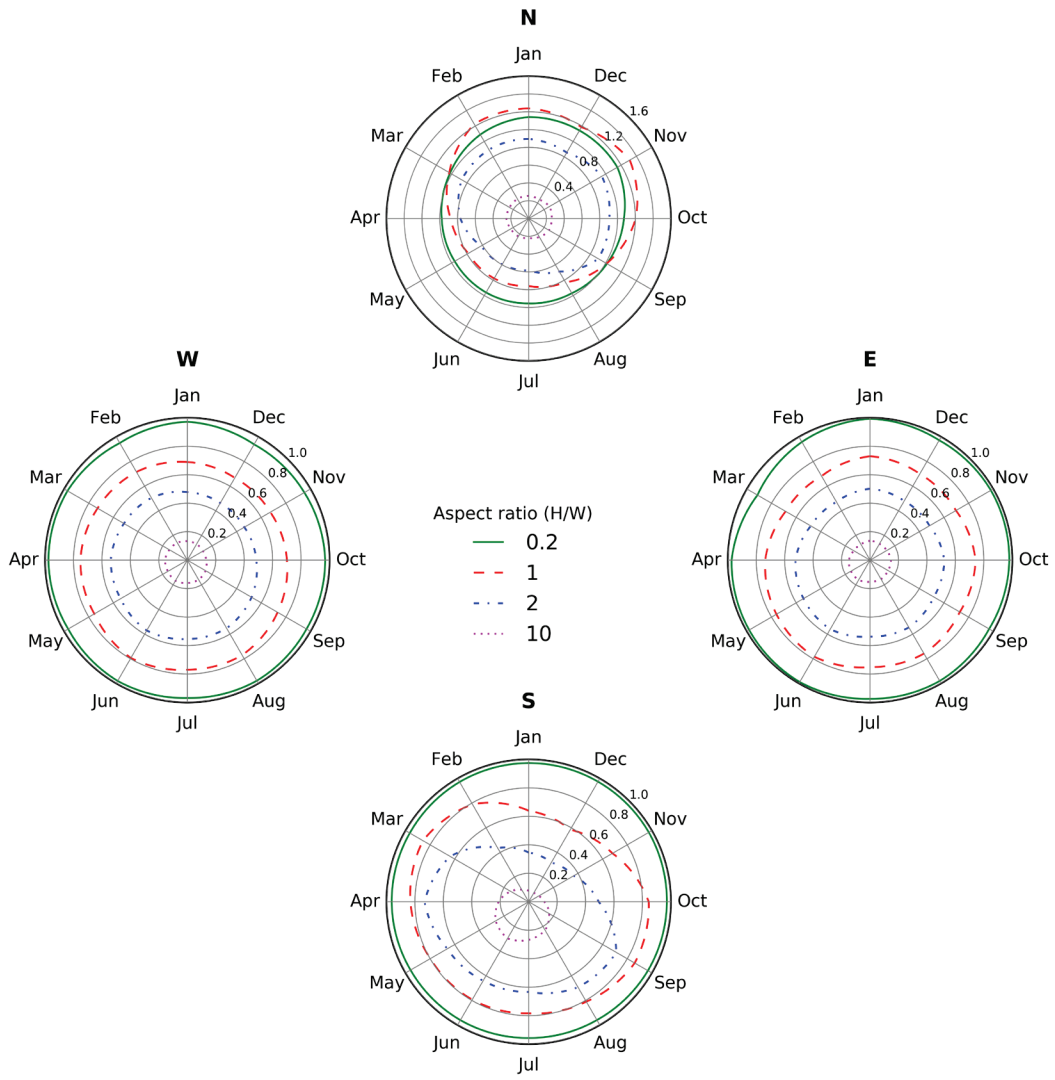 N
Jan
Feb
Dec
1.6
Mar
1.2
Nov
0.8
0.4
Apr
Oct
May
Sep
Jun
Aug
Jul
W
E
Jan
Jan
Feb
Dec
Feb
Dec
1.0
1.0
Mar
0.8
Nov
Mar
0.8
Nov
0.6
0.6
0.4
0.4
0.2
0.2
Apr
Oct
Apr
Oct
May
Sep
May
Sep
Jun
Aug
Jun
Aug
Jul
Jul
Aspect ratio (H/W)
0.2
1
2
10
S
Jan
Feb
Dec
1.0
Mar
0.8
Nov
0.6
0.4
0.2
Apr
Oct
May
Sep
Jun
Aug
Jul